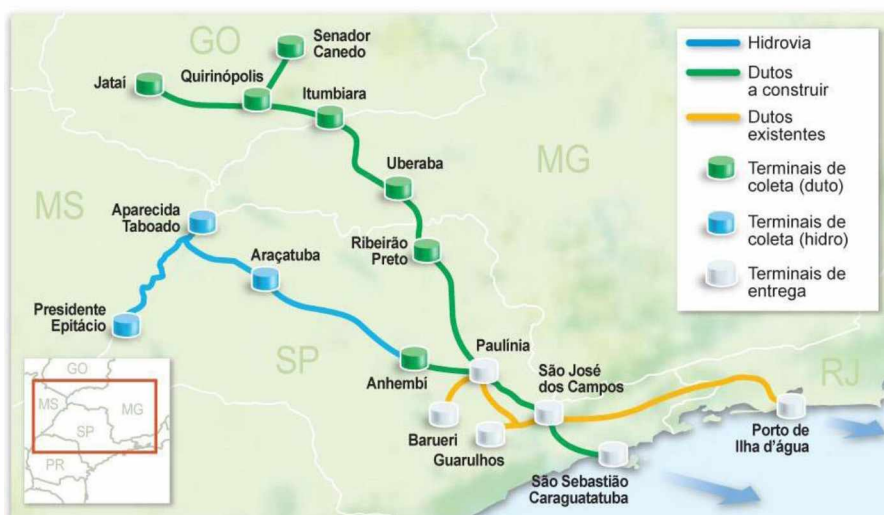 GO
Senador
Canedo
Jataí
Quirinópolis
Itumbiara
Uberaba
MG
MS
Aparecida
Taboado
Araçatuba
Ribeirão
Preto
Presidente
Epitácio
SP
Anhembi
Paulinia
São José
dos Campos
RJ
Barueri
Guarulhos
São Sebastião
Caraguatatuba
Porto de
Ilha d'água
Hidrovia
Dutos
a construir
Dutos
existentes
Terminais de
coleta (duto)
Terminais de
coleta (hidro)
Terminais de
entrega
GO
MS
MG
SP
PR